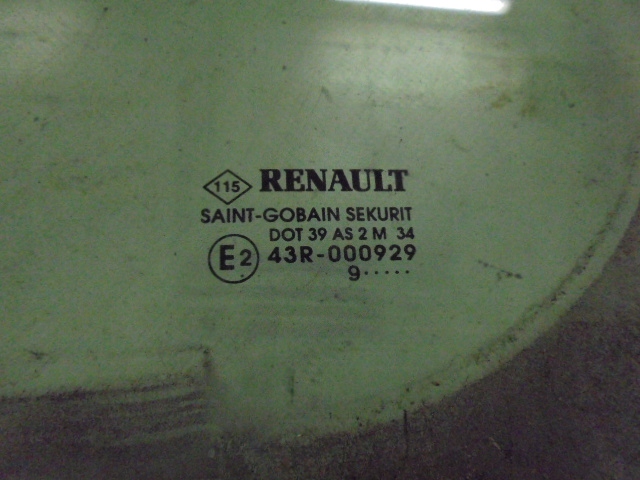 115 RENAULT
SAINT-GOBAIN SEKURIT
DOT 39 AS 2 M 34
E2 43R-000929
9·····